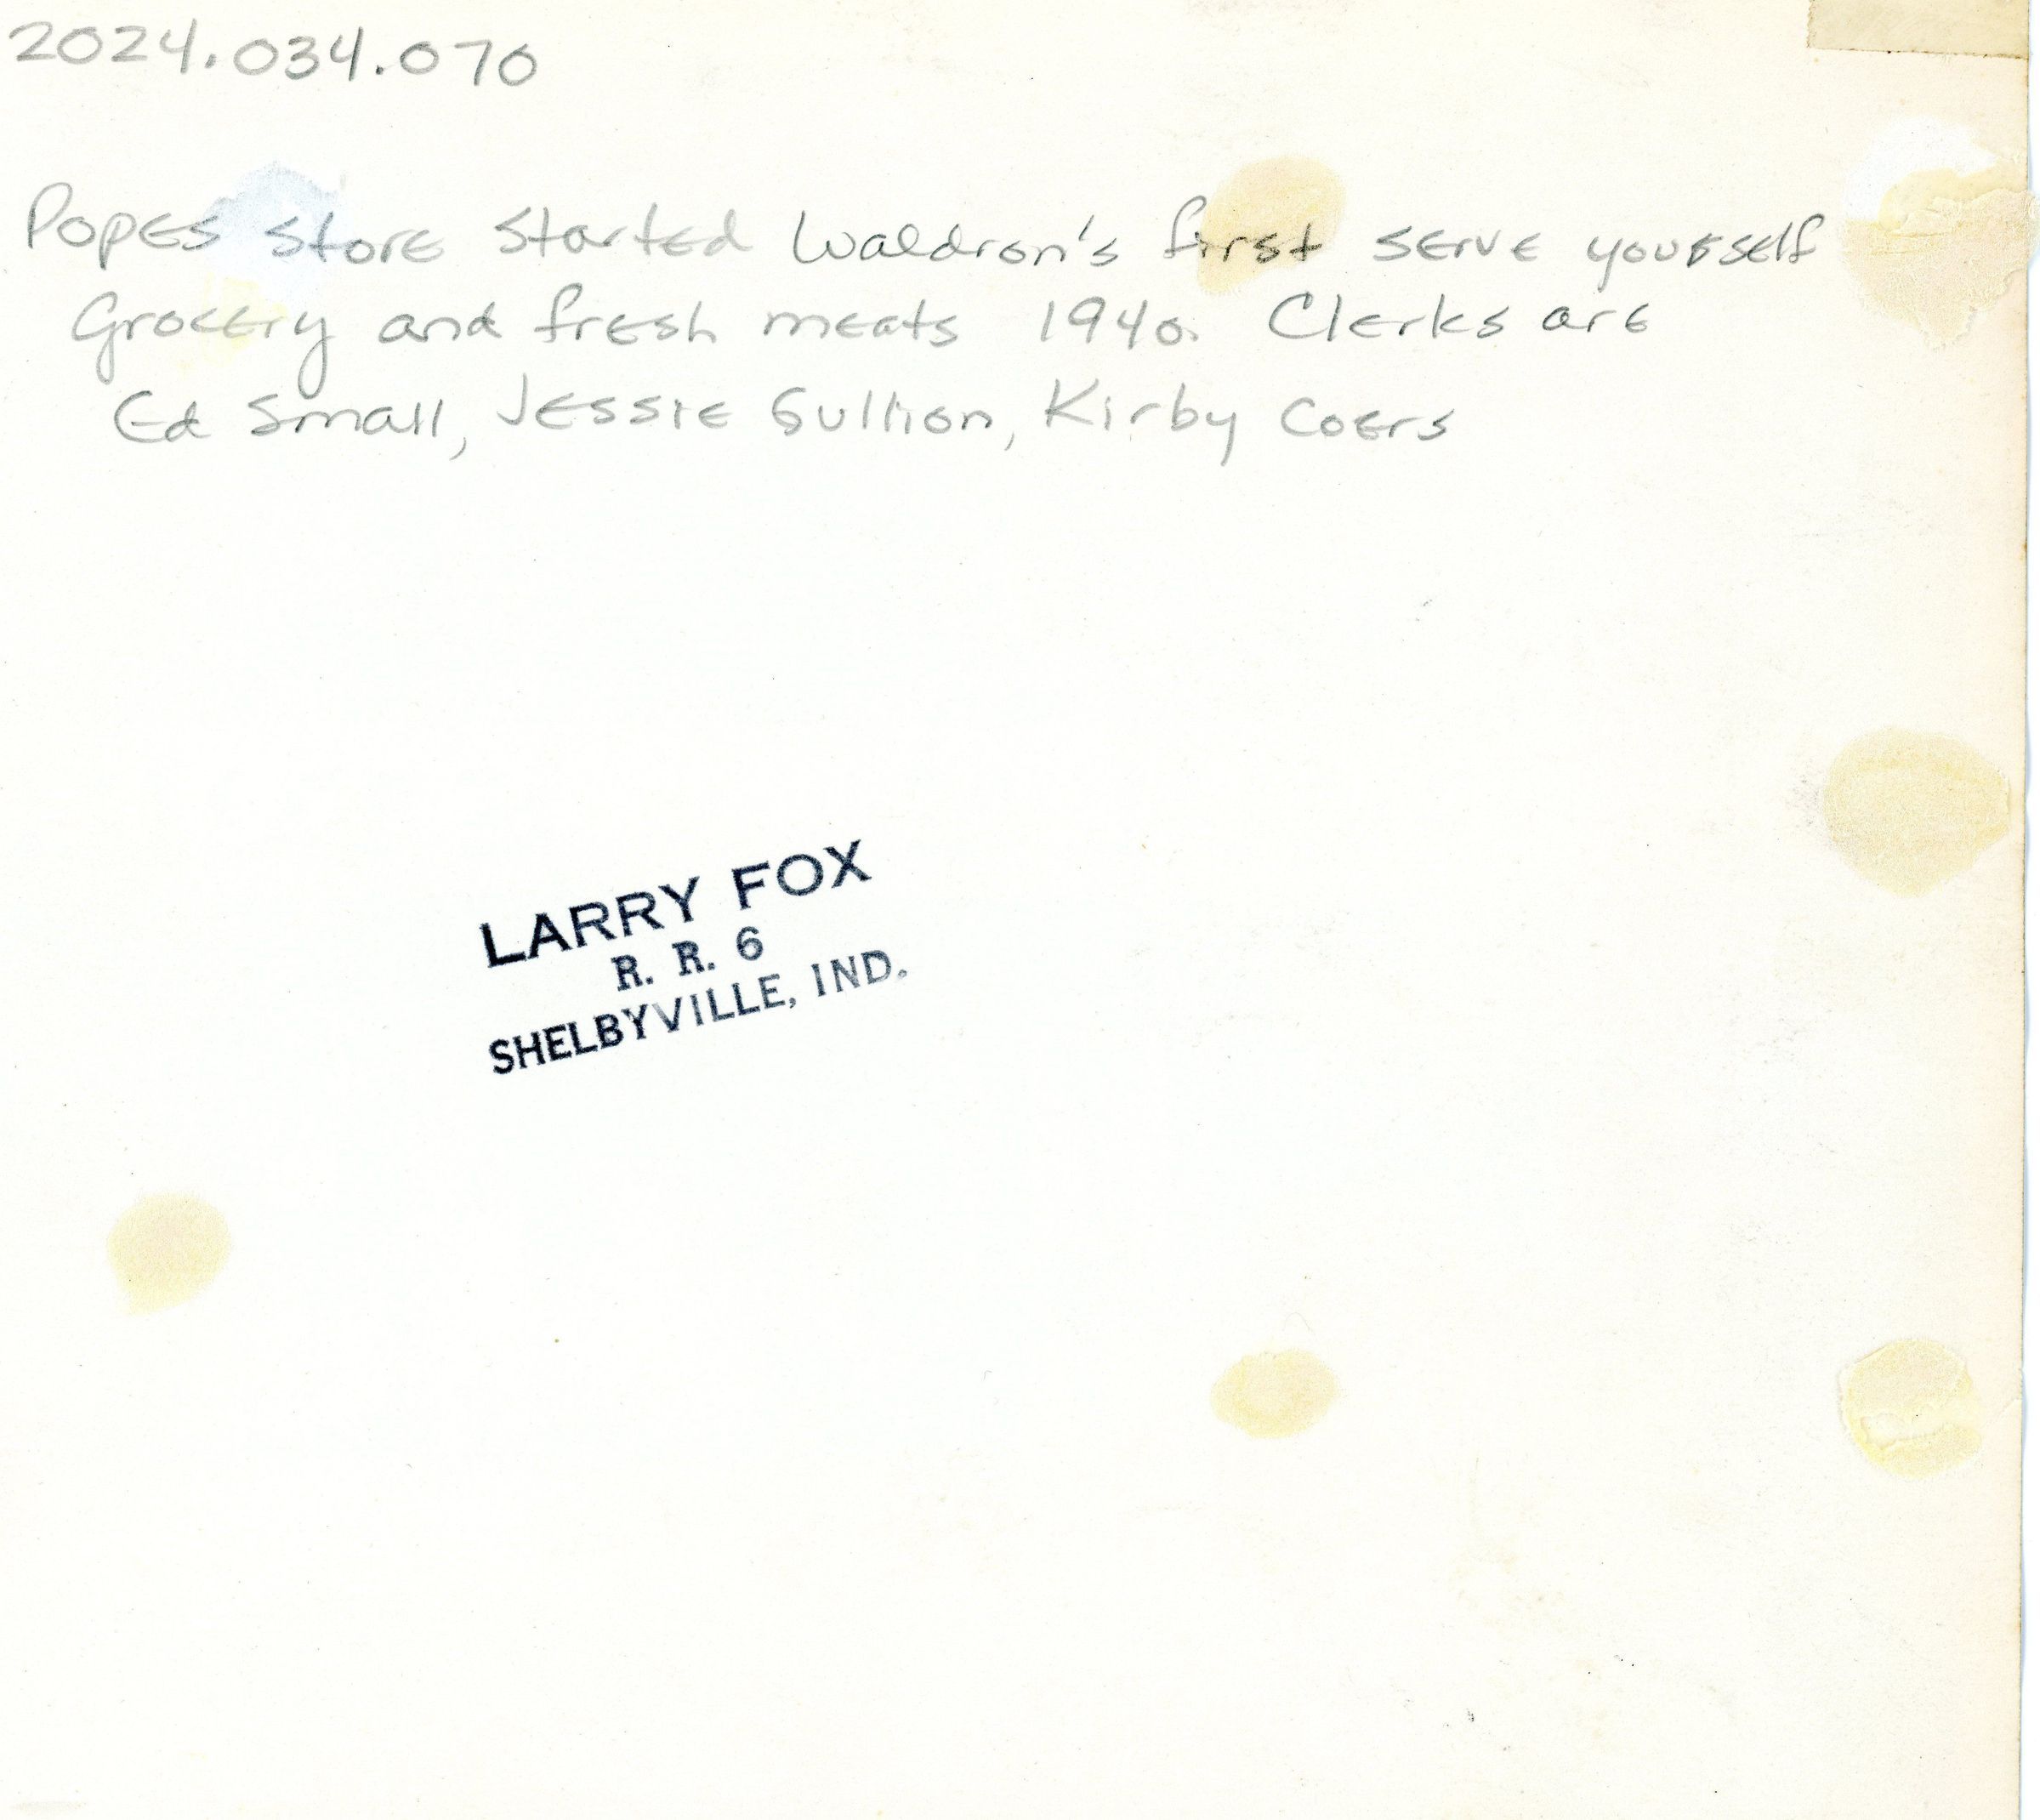 2024.034.070
Popes store started Waldron's first serve yourself
Grocery and fresh meats 1940. Clerks are
Ed Small, Jessie Gullion, Kirby Coers
LARRY FOX
R. R. 6
SHELBYVILLE, IND.